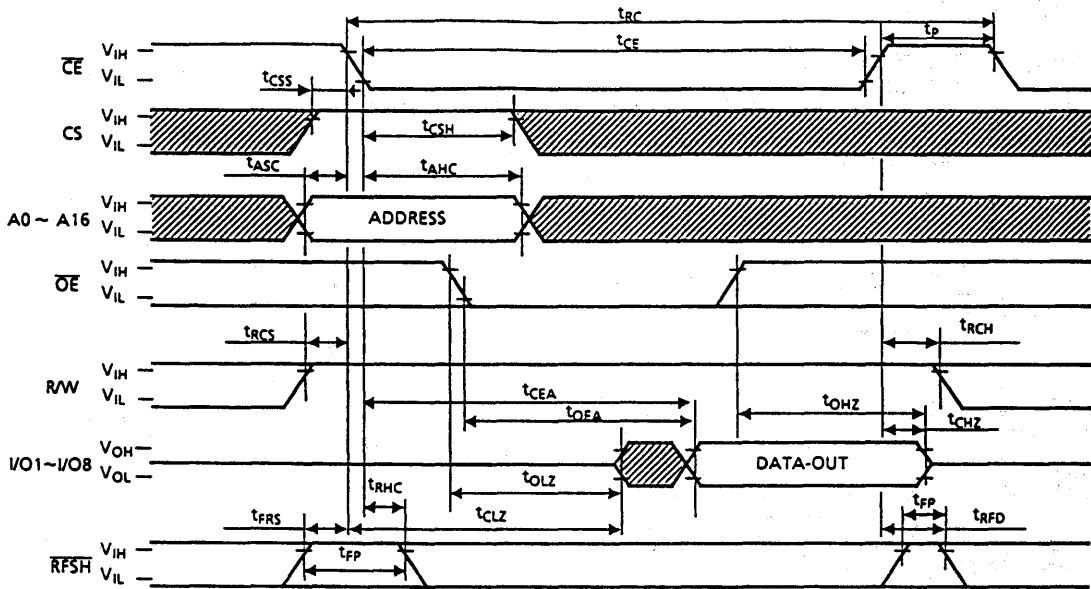 tRC
tP
VIH
CE
tCE
VIL
tCSS
VIH
CS
tCSH
VIL
tASC
tAHC
VIH
A0 ~ A16
ADDRESS
VIL
VIH
OE
VIL
tRCS
tRCH
VIH
R/W
VIL
tCEA
tOEA
tOHZ
tCHZ
VOH
I/O1~I/O8
DATA-OUT
VOL
tOLZ
tRHC
tFP
tFRS
tCLZ
tRFD
VIH
tFP
RFSH
VIL